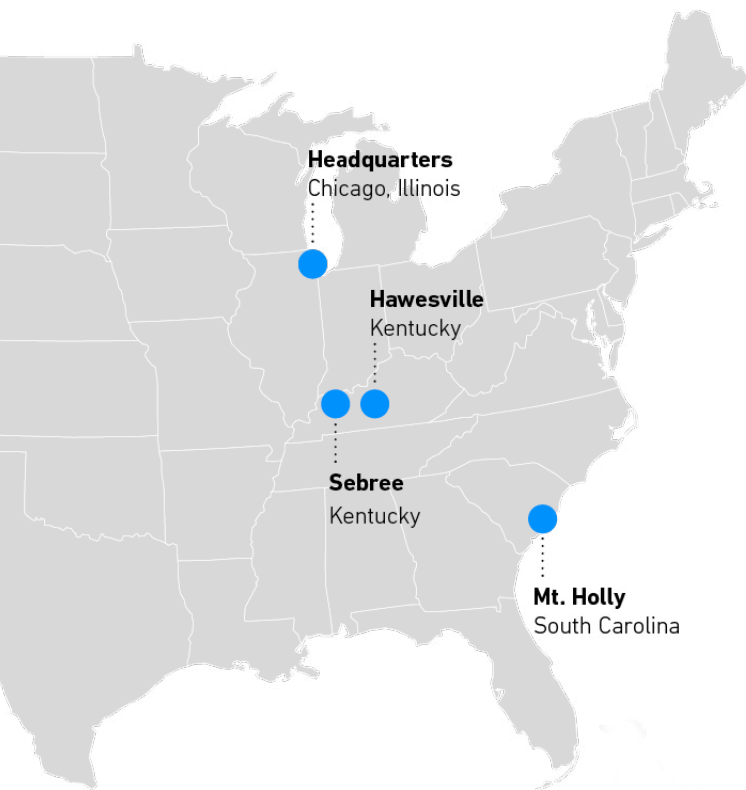 Headquarters
Chicago, Illinois
Hawesville
Kentucky
Sebree
Kentucky
Mt. Holly
South Carolina